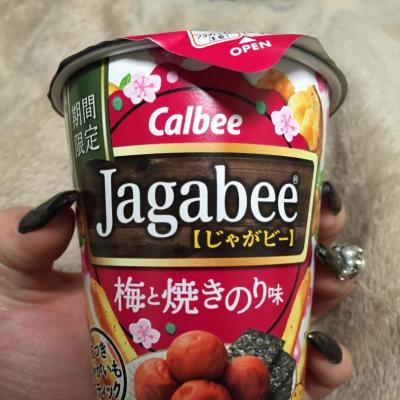 OPEN
期間
限定
Calbee
Jagabee®
【じゃがビー】
梅と焼きのり味